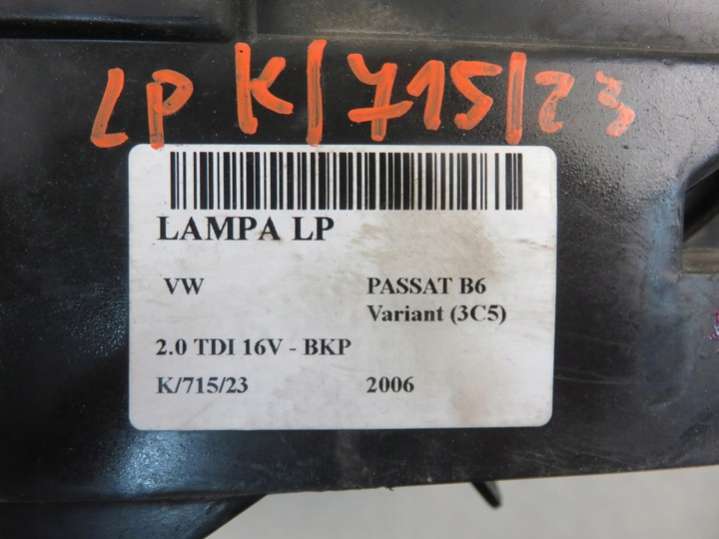 LP K/715/23
LAMPA LP
VW PASSAT B6
Variant (3C5)
2.0 TDI 16V - BKP
K/715/23 2006